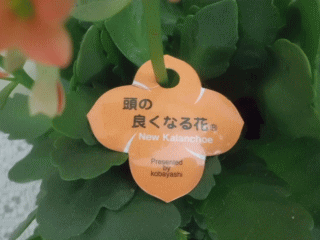 頭の
良くなる花
New Kalanchoe
Presented
by
kobayashi